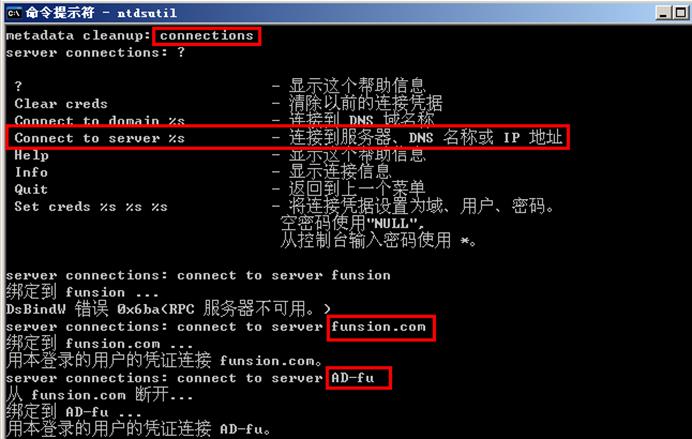 命令提示符 - ntdsutil
metadata cleanup: connections
server connections: ?
? - 显示这个帮助信息
Clear creds - 清除以前的连接凭据
Connect to domain %s - 连接到 DNS 域名称
Connect to server %s - 连接到服务器、DNS 名称或 IP 地址
Help - 显示这个帮助信息
Info - 显示连接信息
Quit - 返回到上一个菜单
Set creds %s %s %s - 将连接凭据设置为域、用户、密码。
空密码使用"NULL",
从控制台输入密码使用 *。
server connections: connect to server funsion
绑定到 funsion ...
DsBindW 错误 0x6ba(RPC 服务器不可用。)
server connections: connect to server funsion.com
绑定到 funsion.com ...
用本登录的用户的凭证连接 funsion.com。
server connections: connect to server AD-fu
从 funsion.com 断开...
绑定到 AD-fu ...
用本登录的用户的凭证连接 AD-fu。